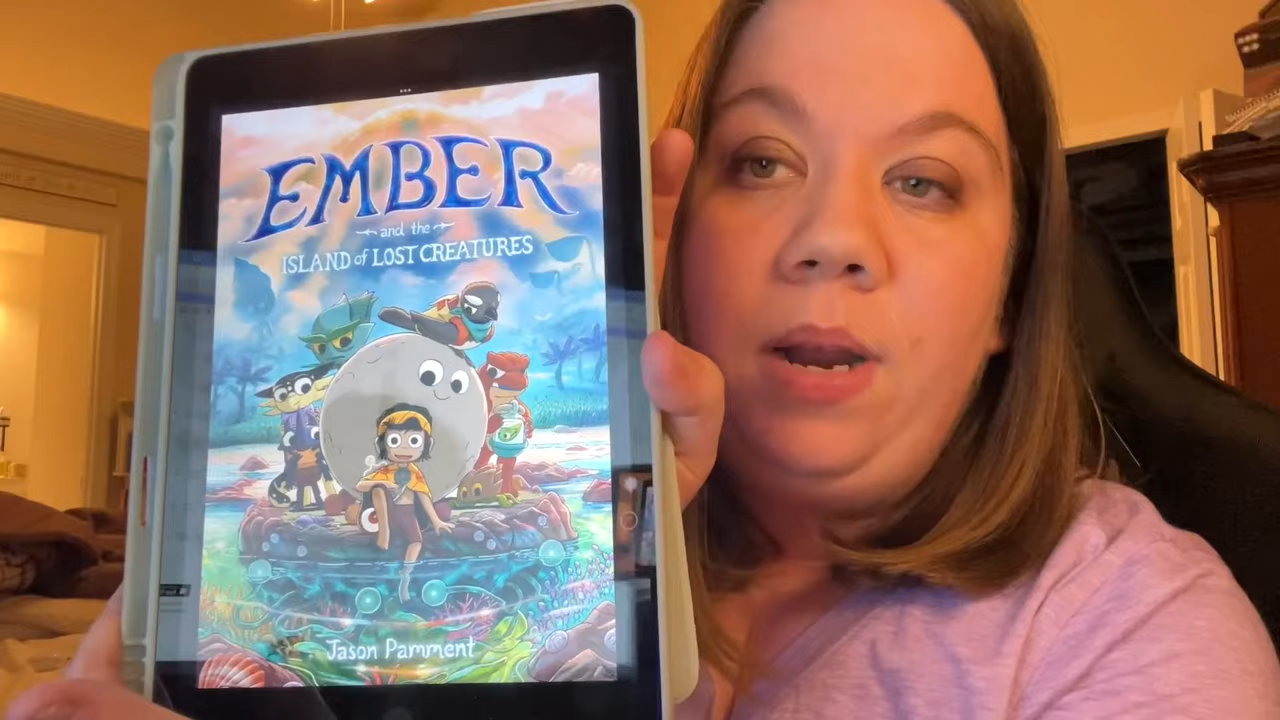 EMBER
and the
ISLAND of LOST CREATURES
Jason Pamment